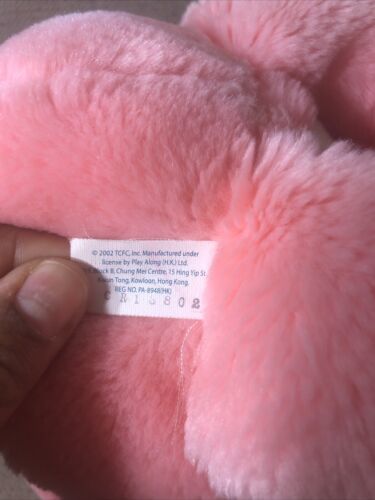 © 2002 TCFC, Inc. Manufactured under
license by Play Along (H.K.) Ltd.
Block B, Chung Mei Centre, 15 Hing Yip St.
Kwun Tong, Kowloon, Hong Kong.
REG NO. PA-8948(HK)
CR16802